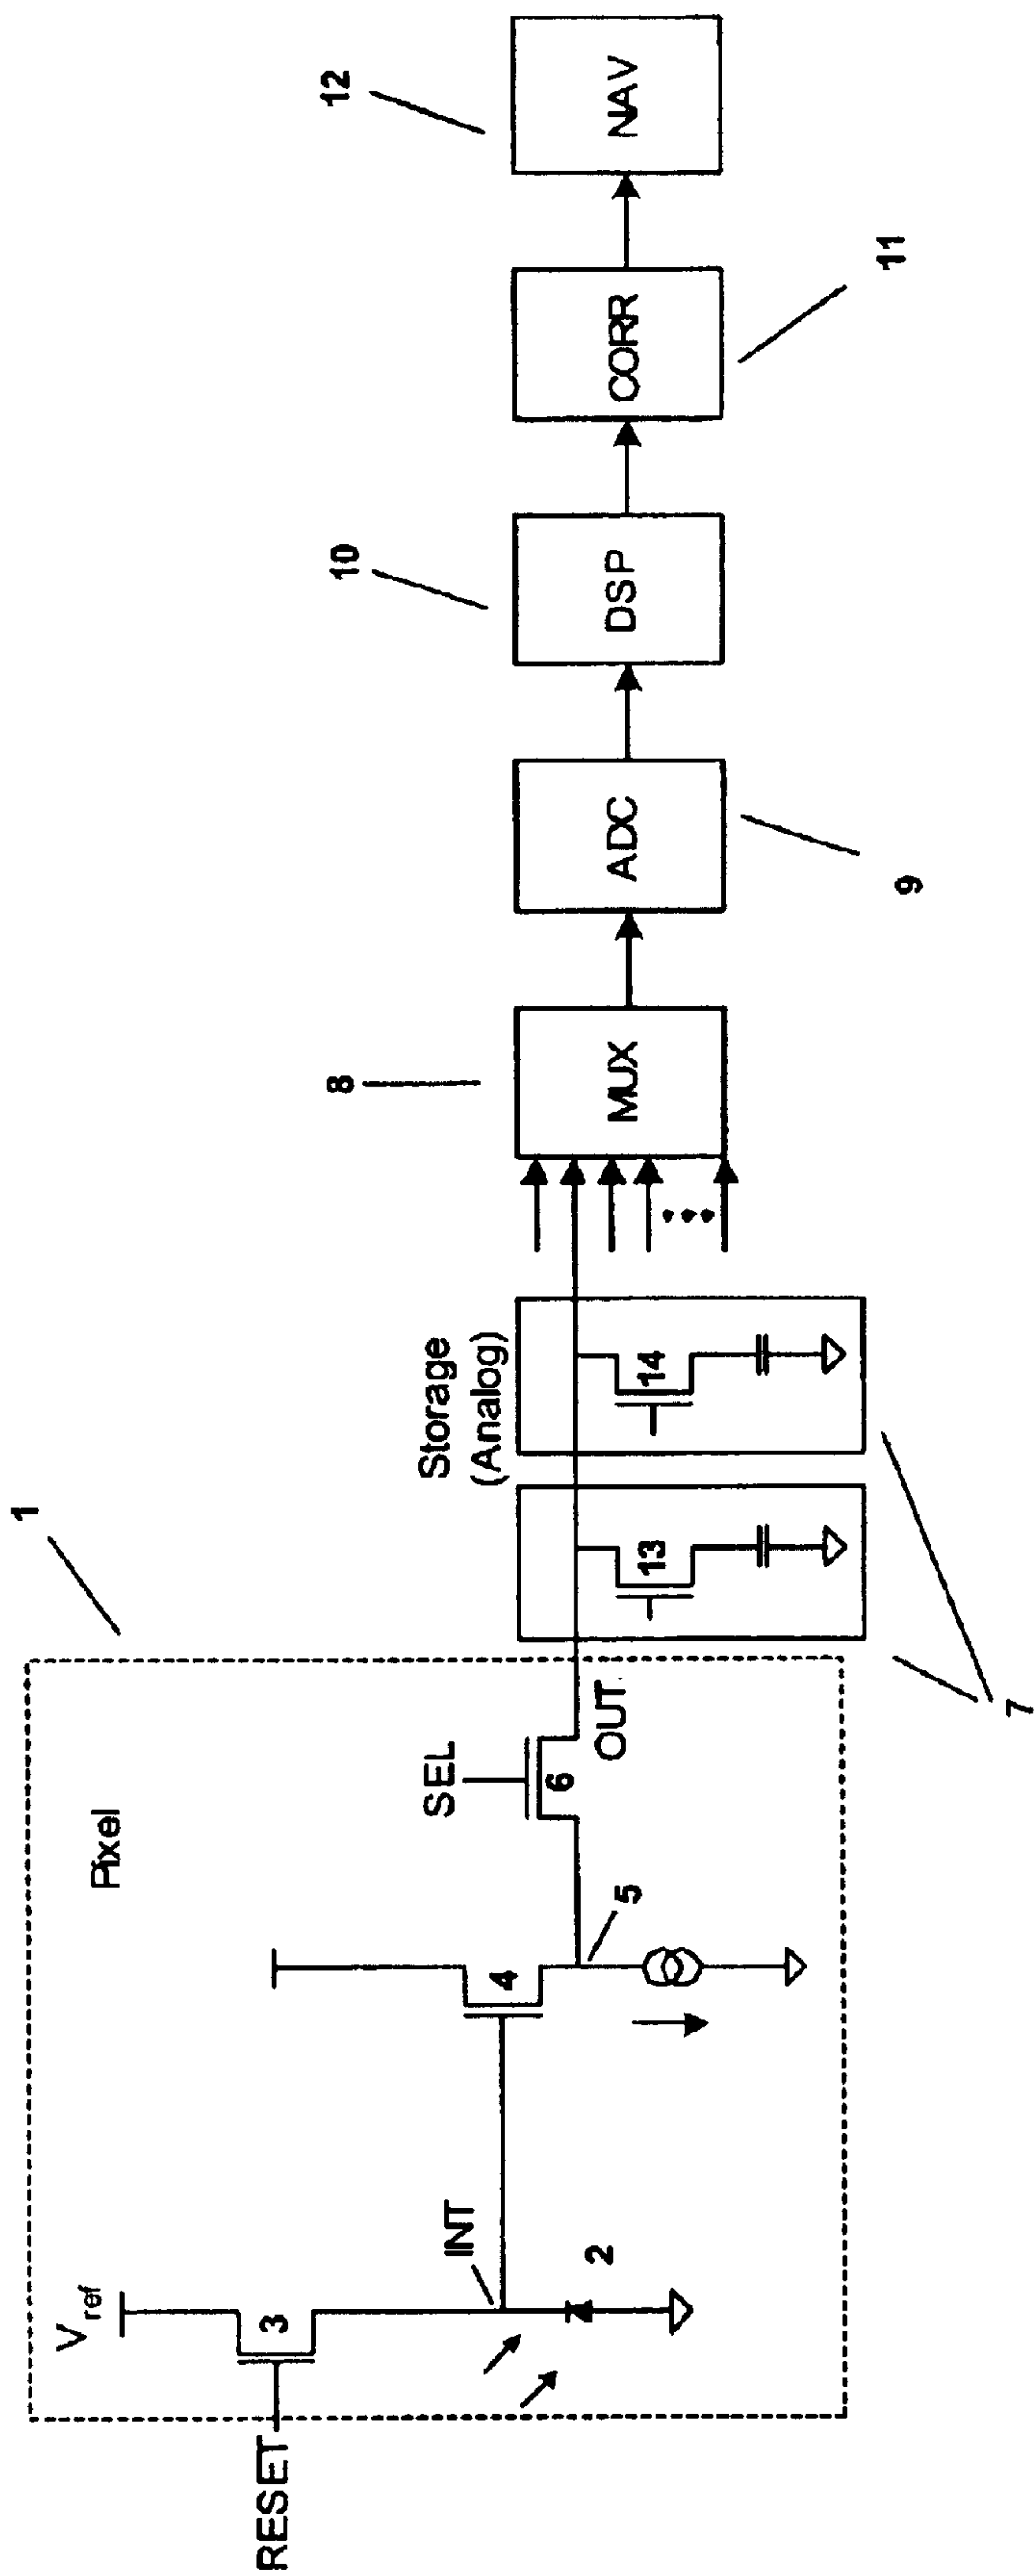 1
Pixel
V ref
RESET
3
INT
2
4
5
SEL
6
OUT
Storage
(Analog)
13
14
7
8
MUX
ADC
9
10
DSP
CORR
11
12
NAV